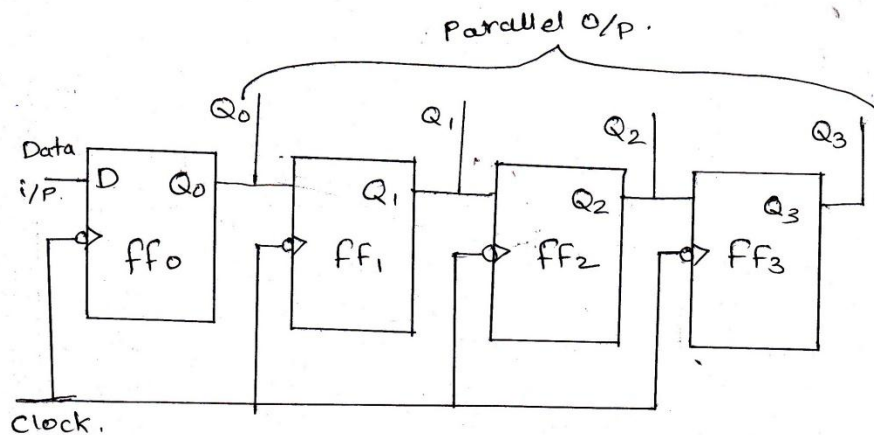 Parallel O/P.
Q0 Q1 Q2 Q3
Data
i/P.
D Q0 Q1 Q2 Q3
ff0 FF1 FF2 FF3
Clock.